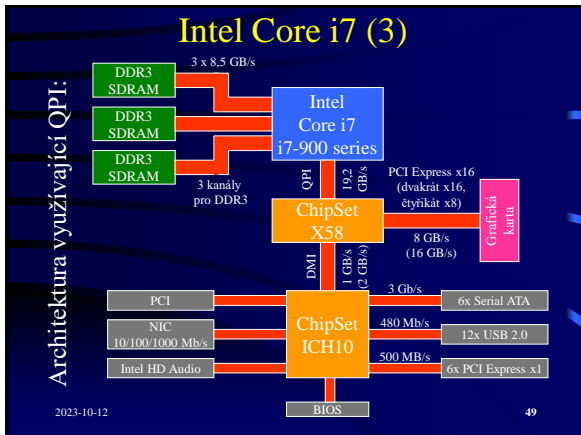 Intel Core i7 (3)
Architektura využívající QPI:
DDR3
SDRAM
3 x 8,5 GB/s
DDR3
SDRAM
DDR3
SDRAM
3 kanály
pro DDR3
Intel
Core i7
i7-900 series
QPI
19,2
GB/s
PCI Express x16
(dvakrát x16,
čtyřikát x8)
ChipSet
X58
8 GB/s
(16 GB/s)
Grafická
karta
DMI
1 GB/s
(2 GB/s)
PCI
NIC
10/100/1000 Mb/s
Intel HD Audio
ChipSet
ICH10
3 Gb/s
6x Serial ATA
480 Mb/s
12x USB 2.0
500 MB/s
6x PCI Express x1
BIOS
2023-10-12
49